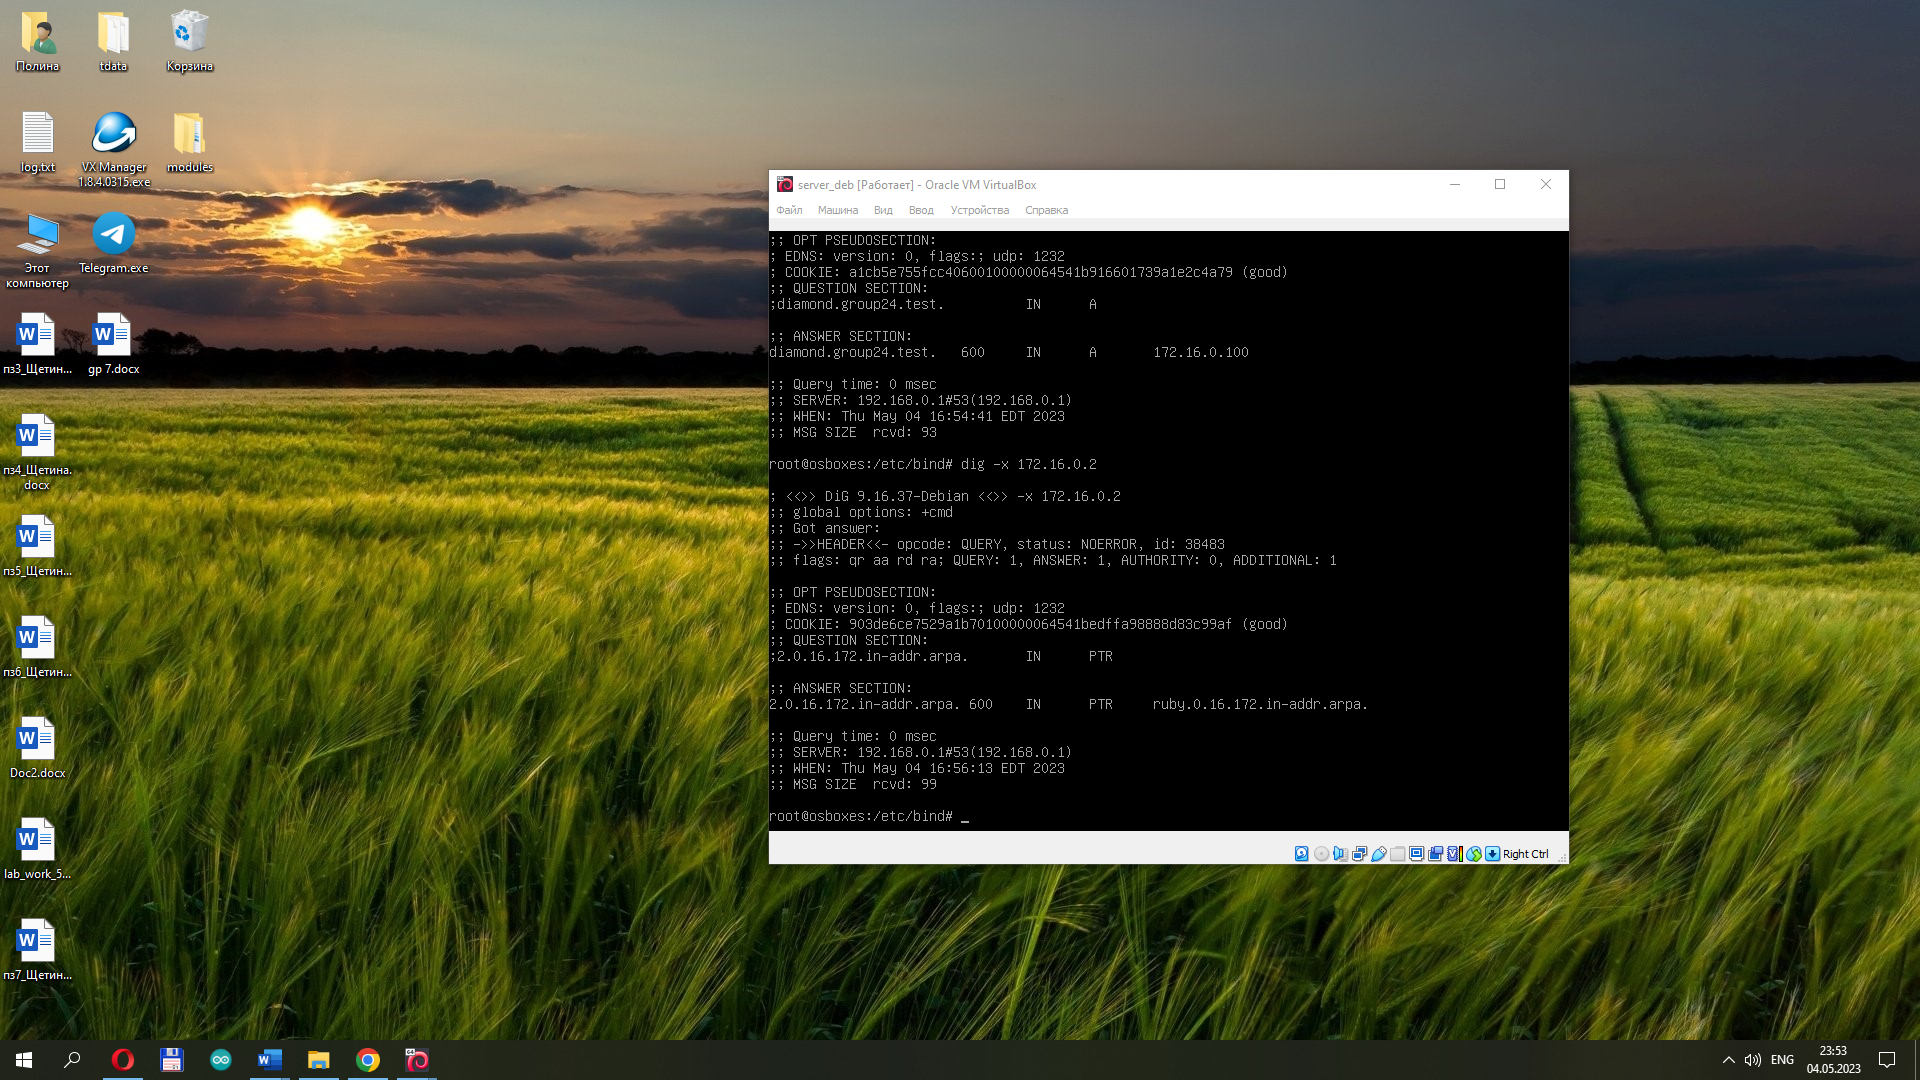 Полина
tdata
Корзина
log.txt
VX Manager
1.8.4.0315.exe
modules
Этот
компьютер
Telegram.exe
пз3_Щетин...
gp 7.docx
пз4_Щетина.
docx
пз5_Щетин...
пз6_Щетин...
Doc2.docx
lab_work_5...
пз7_Щетин...
server_deb [Работает] - Oracle VM VirtualBox
Файл Машина Вид Ввод Устройства Справка
;; OPT PSEUDOSECTION:
; EDNS: version: 0, flags:; udp: 1232
; COOKIE: a1cb5e755fcc40600100000064541b916601739a1e2c4a79 (good)
;; QUESTION SECTION:
;diamond.group24.test. IN A
;; ANSWER SECTION:
diamond.group24.test. 600 IN A 172.16.0.100
;; Query time: 0 msec
;; SERVER: 192.168.0.1#53(192.168.0.1)
;; WHEN: Thu May 04 16:54:41 EDT 2023
;; MSG SIZE rcvd: 93
root@osboxes:/etc/bind# dig -x 172.16.0.2
; <<>> DiG 9.16.37-Debian <<>> -x 172.16.0.2
;; global options: +cmd
;; Got answer:
;; ->>HEADER<<- opcode: QUERY, status: NOERROR, id: 38483
;; flags: qr aa rd ra; QUERY: 1, ANSWER: 1, AUTHORITY: 0, ADDITIONAL: 1
;; OPT PSEUDOSECTION:
; EDNS: version: 0, flags:; udp: 1232
; COOKIE: 903de6ce7529a1b70100000064541bedffa98888d83c99af (good)
;; QUESTION SECTION:
;2.0.16.172.in-addr.arpa. IN PTR
;; ANSWER SECTION:
2.0.16.172.in-addr.arpa. 600 IN PTR ruby.0.16.172.in-addr.arpa.
;; Query time: 0 msec
;; SERVER: 192.168.0.1#53(192.168.0.1)
;; WHEN: Thu May 04 16:56:13 EDT 2023
;; MSG SIZE rcvd: 99
root@osboxes:/etc/bind# _
Right Ctrl
ENG
23:53
04.05.2023